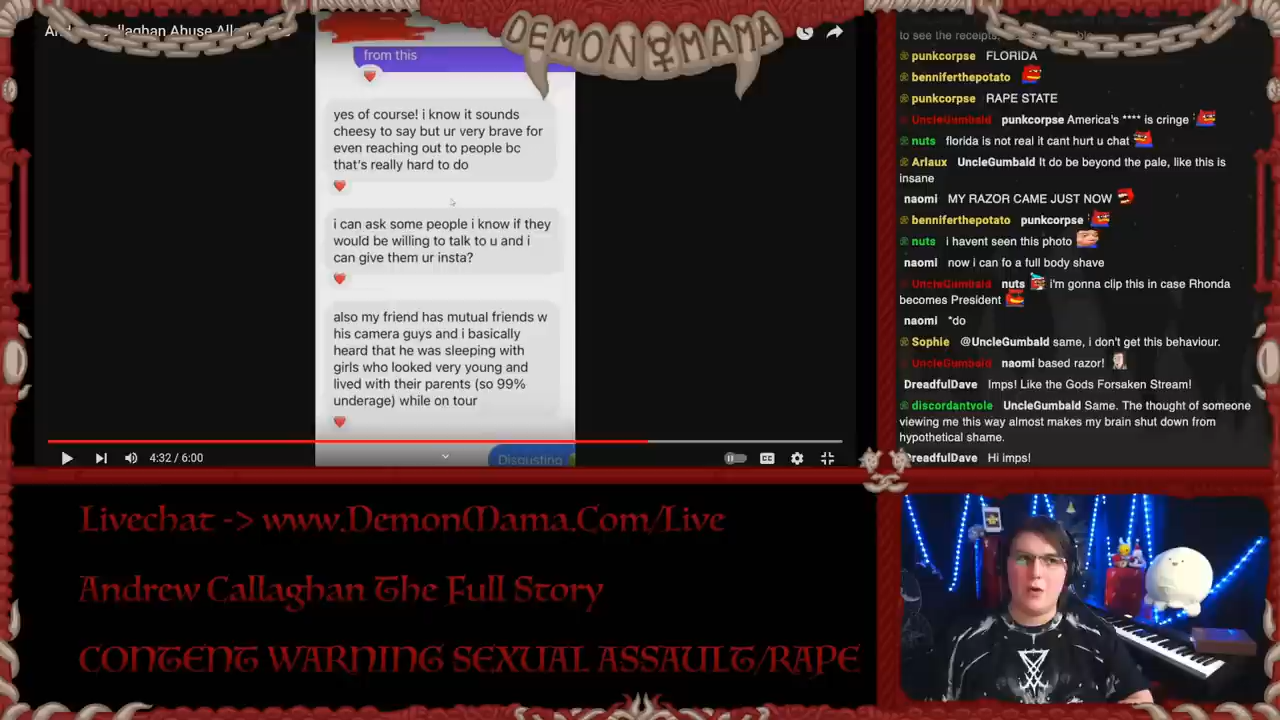 DEMON MAMA
from this
yes of course! i know it sounds
cheesy to say but ur very brave for
even reaching out to people bc
that's really hard to do
i can ask some people i know if they
would be willing to talk to u and i
can give them ur insta?
also my friend has mutual friends w
his camera guys and i basically
heard that he was sleeping with
girls who looked very young and
lived with their parents (so 99%
underage) while on tour
Disgusting
4:32 / 6:00
to see the receipts,
punkcorpse FLORIDA
benniferthepotato
punkcorpse RAPE STATE
UncleGumbald punkcorpse America's **** is cringe
nuts florida is not real it cant hurt u chat
Arlaux UncleGumbald It do be beyond the pale, like this is
insane
naomi MY RAZOR CAME JUST NOW
benniferthepotato punkcorpse
nuts i havent seen this photo
naomi now i can fo a full body shave
UncleGumbald nuts i'm gonna clip this in case Rhonda
becomes President
naomi *do
Sophie @UncleGumbald same, i don't get this behaviour.
UncleGumbald naomi based razor!
DreadfulDave Imps! Like the Gods Forsaken Stream!
discordantvole UncleGumbald Same. The thought of someone
viewing me this way almost makes my brain shut down from
hypothetical shame.
DreadfulDave Hi imps!
Livechat -> www.DemonMama.Com/Live
Andrew Callaghan The Full Story
CONTENT WARNING SEXUAL ASSAULT/RAPE